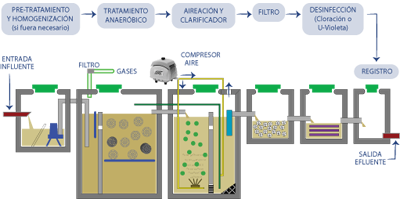 PRE-TRATAMIENTO
Y HOMOGENIZACIÓN
(si fuera necesario)
TRATAMIENTO
ANAERÓBICO
AIREACIÓN Y
CLARIFICADOR
FILTRO
DESINFECCIÓN
(Cloración o
U-Violeta)
ENTRADA
INFLUENTE
FILTRO
GASES
COMPRESOR
AIRE
REGISTRO
SALIDA
EFLUENTE